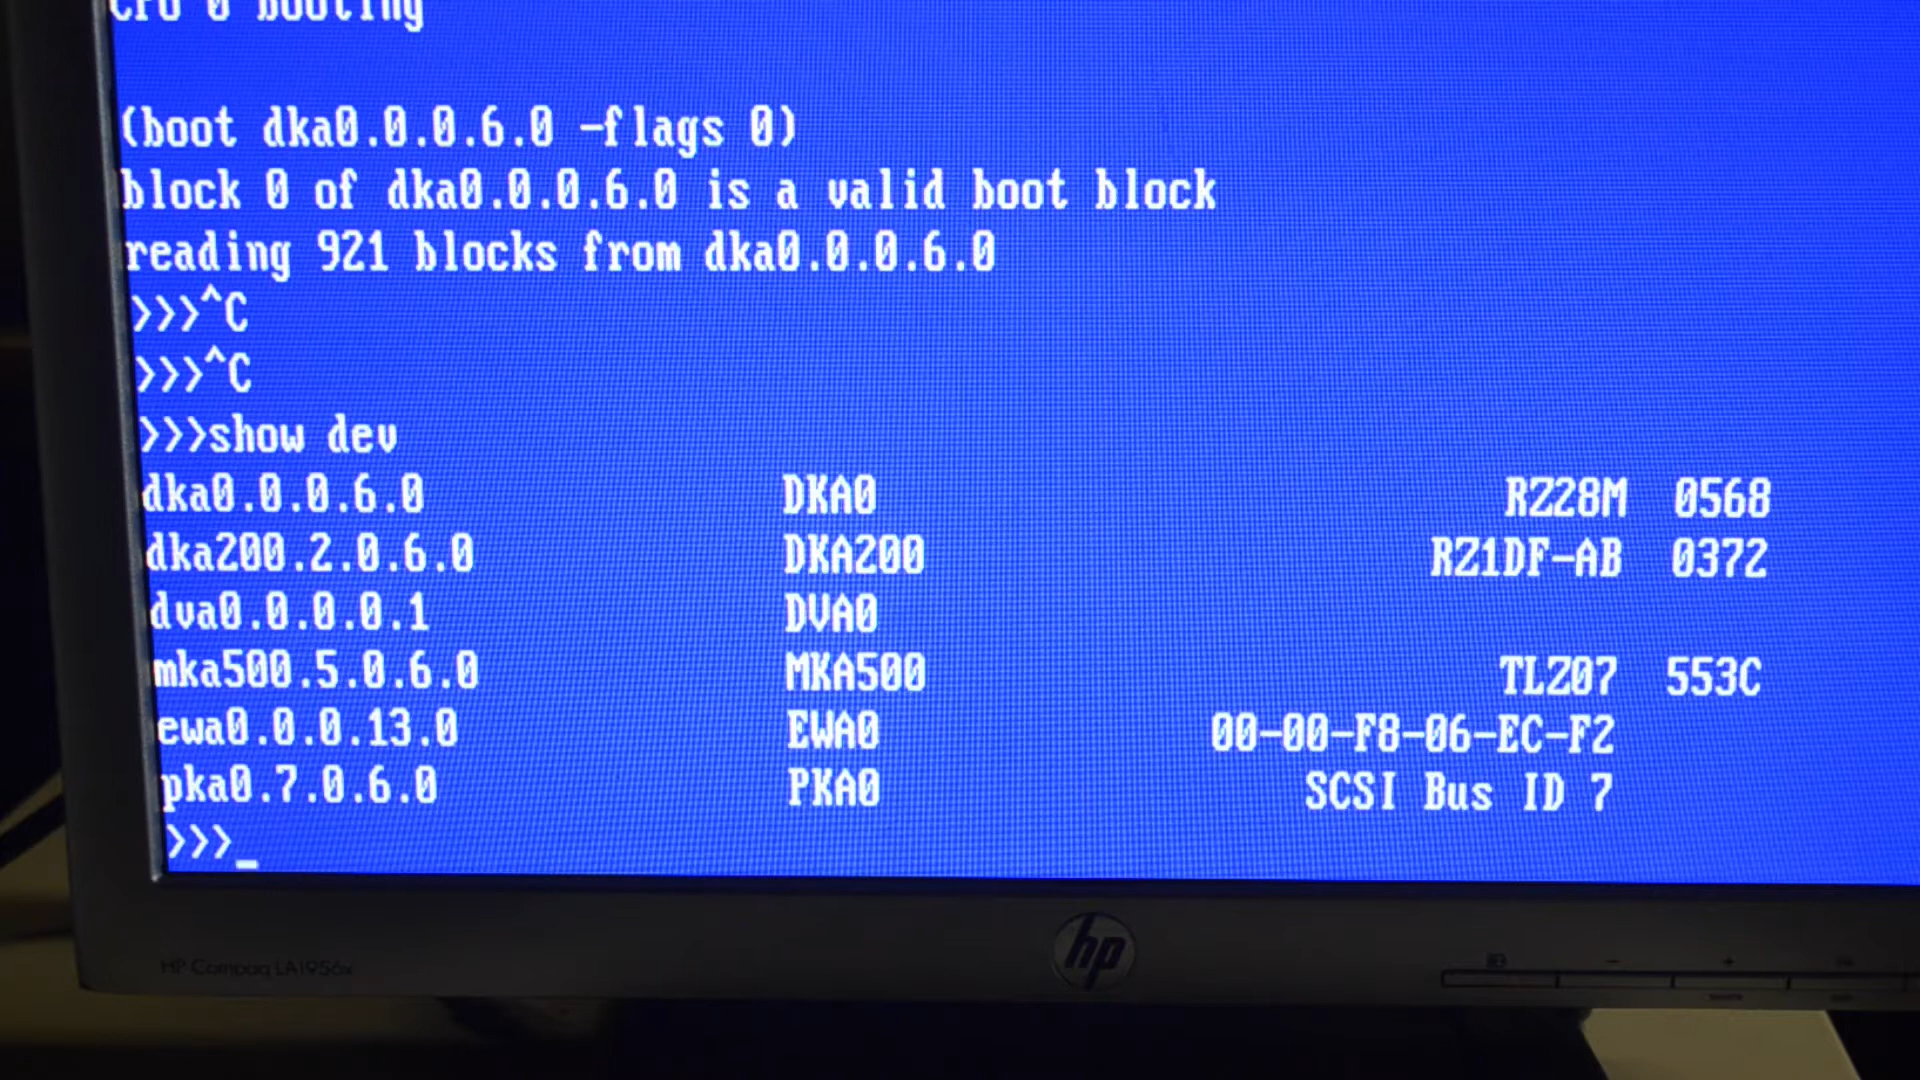 CPU 0 booting
(boot dka0.0.0.6.0 -flags 0)
block 0 of dka0.0.0.6.0 is a valid boot block
reading 921 blocks from dka0.0.0.6.0
>>>^C
>>>^C
>>>show dev
dka0.0.0.6.0 DKA0 RZ28M 0568
dka200.2.0.6.0 DKA200 RZ1DF-AB 0372
dva0.0.0.0.1 DVA0
mka500.5.0.6.0 MKA500 TLZ07 553C
ewa0.0.0.13.0 EWA0 00-00-F8-06-EC-F2
pka0.7.0.6.0 PKA0 SCSI Bus ID 7
>>>_
hp
HP Compaq LA1956x